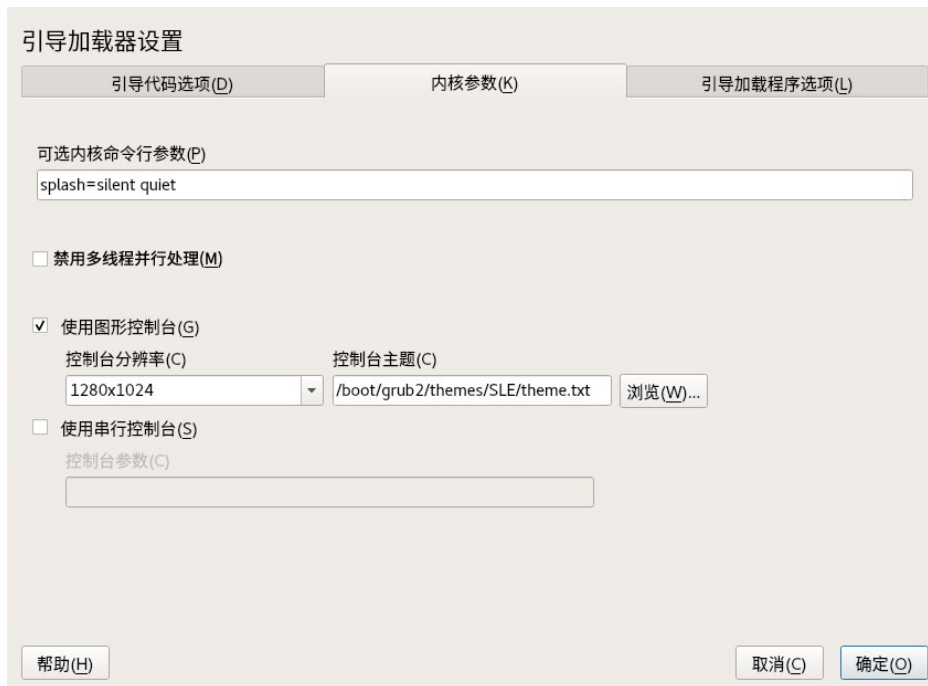 引导加载器设置
引导代码选项(D) 内核参数(K) 引导加载程序选项(L)
可选内核命令行参数(P)
splash=silent quiet
禁用多线程并行处理(M)
使用图形控制台(G)
控制台分辨率(C) 控制台主题(C)
1280x1024 /boot/grub2/themes/SLE/theme.txt 浏览(W)...
使用串行控制台(S)
控制台参数(C)
帮助(H) 取消(C) 确定(O)